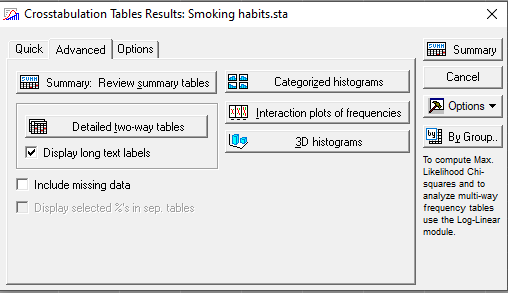 Crosstabulation Tables Results: Smoking habits.sta
Quick
Advanced
Options
Summary: Review summary tables
Detailed two-way tables
Display long text labels
Include missing data
Display selected %'s in sep. tables
Categorized histograms
Interaction plots of frequencies
3D histograms
SUMM Summary
Cancel
Options
By Group..
To compute Max.
Likelihood Chi-
squares and to
analyze multi-way
frequency tables
use the Log-Linear
module.